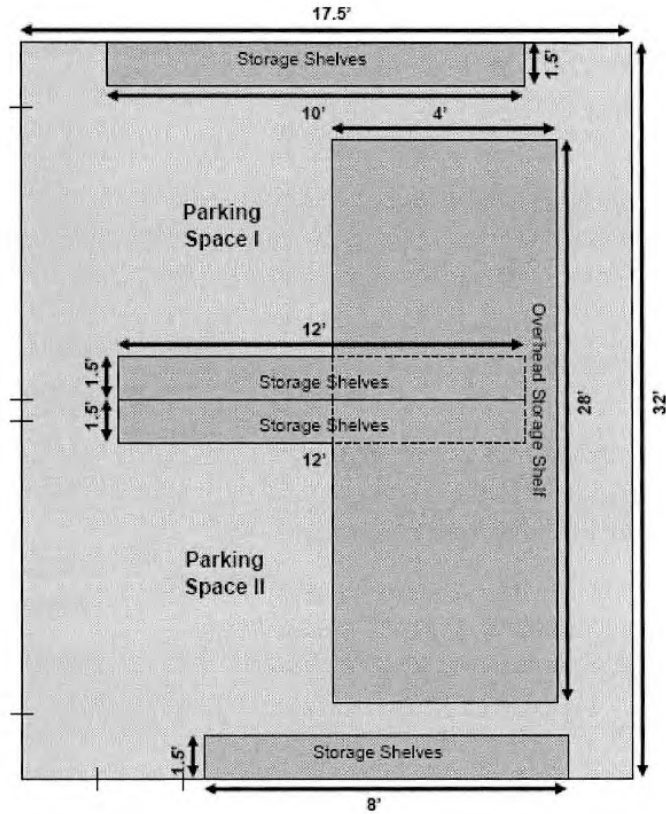 17.5'
Storage Shelves
1.5'
10'
4'
Parking
Space I
12'
1.5'
Storage Shelves
1.5'
Storage Shelves
12'
Overhead Storage Shelf
28'
32'
Parking
Space II
1.5'
Storage Shelves
8'